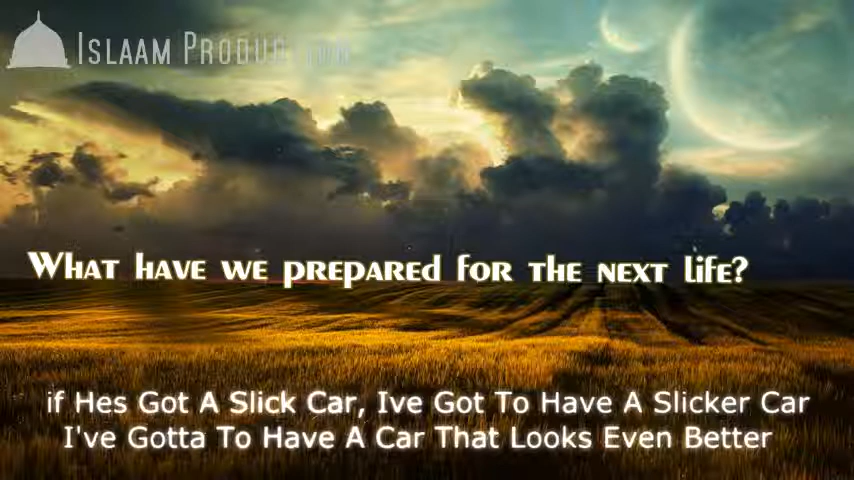 Islaam Production
What have we prepared for the next life?
if Hes Got A Slick Car, Ive Got To Have A Slicker Car
I've Gotta To Have A Car That Looks Even Better